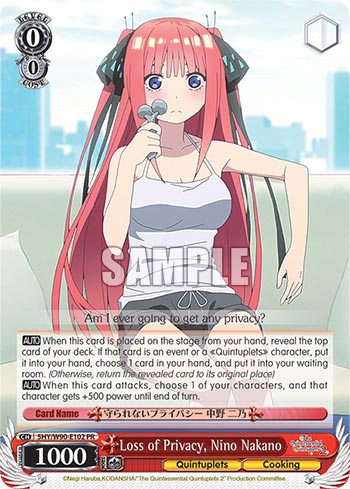 LEVEL
0
0
COST
SAMPLE
Am I ever going to get any privacy?
AUTO When this card is placed on the stage from your hand, reveal the top
card of your deck. If that card is an event or a «Quintuplets» character, put
it into your hand, choose 1 card in your hand, and put it into your waiting
room. (Otherwise, return the revealed card to its original place)
AUTO When this card attacks, choose 1 of your characters, and that
character gets +500 power until end of turn.
Card Name 守られないプライバシー 中野 二乃
CH 5HY/W90-E102 PR
1000
Loss of Privacy, Nino Nakano
Quintuplets Cooking
©Negi Haruba,KODANSHA/"The Quintessential Quintuplets 2" Production Committee.